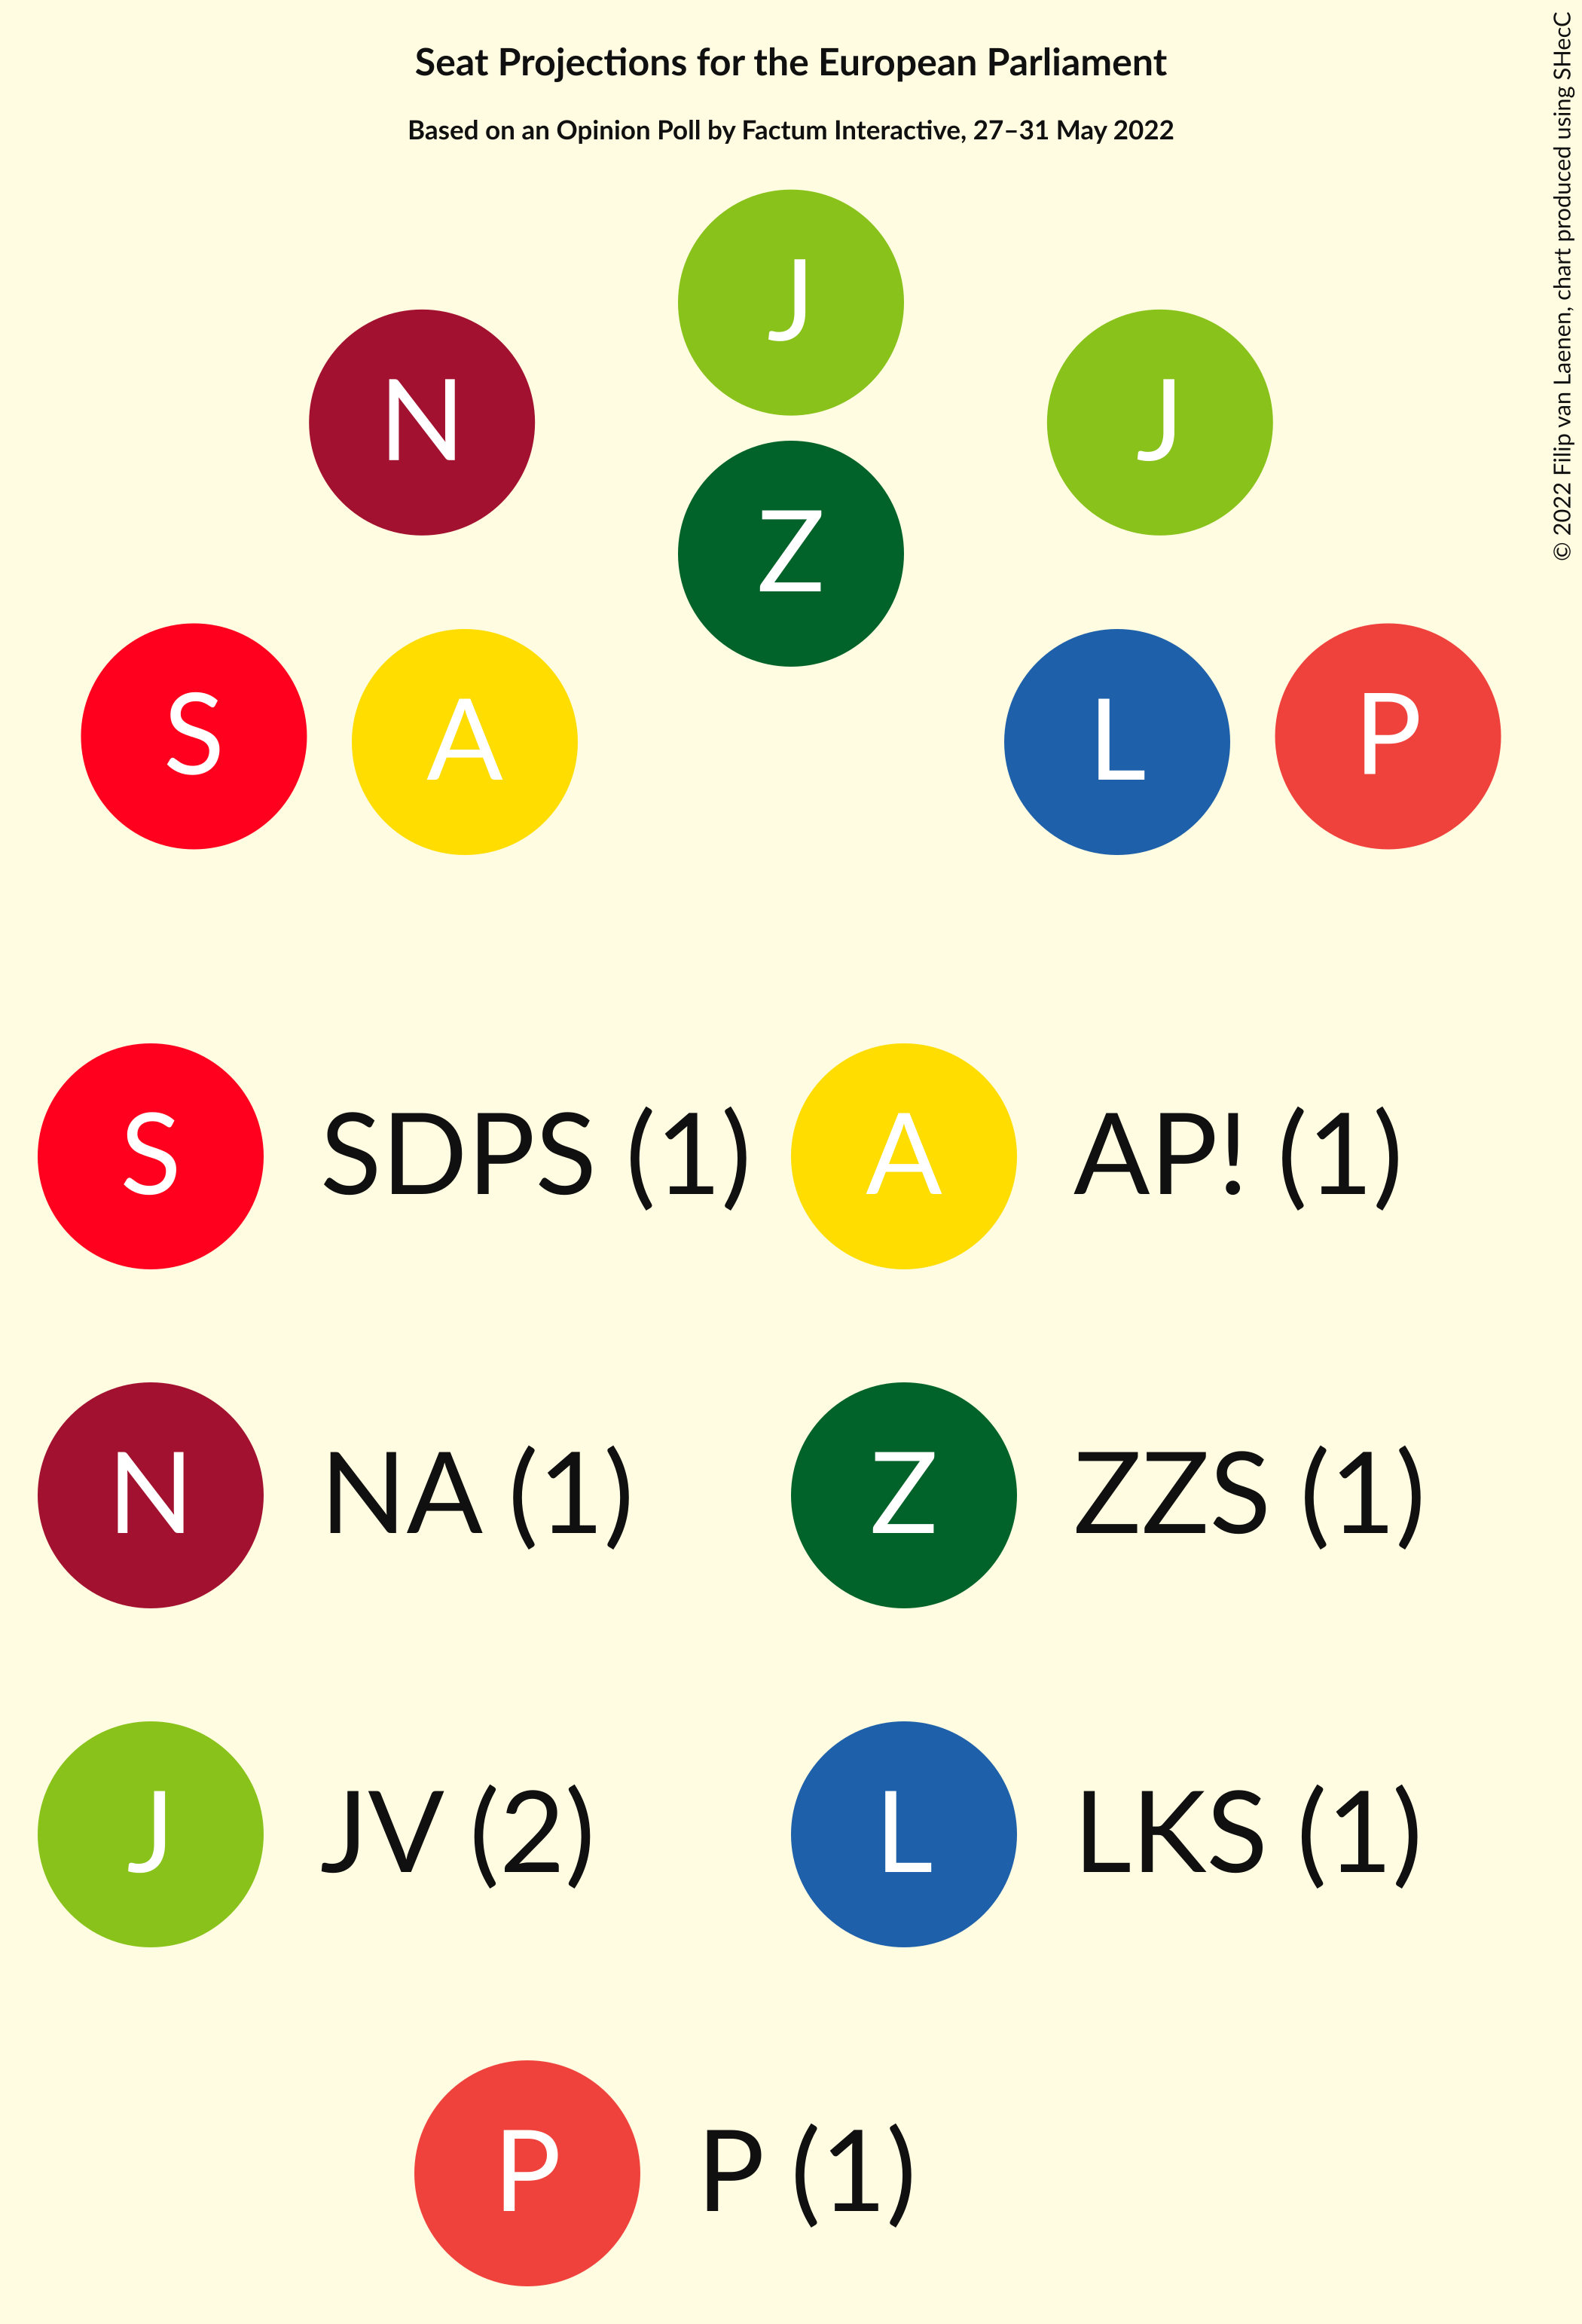 Seat Projections for the European Parliament
Based on an Opinion Poll by Factum Interactive, 27–31 May 2022
© 2022 Filip van Laenen, chart produced using SHecC
J
N
J
Z
S
A
L
P
S SDPS (1)
A AP! (1)
N NA (1)
Z ZZS (1)
J JV (2)
L LKS (1)
P P (1)